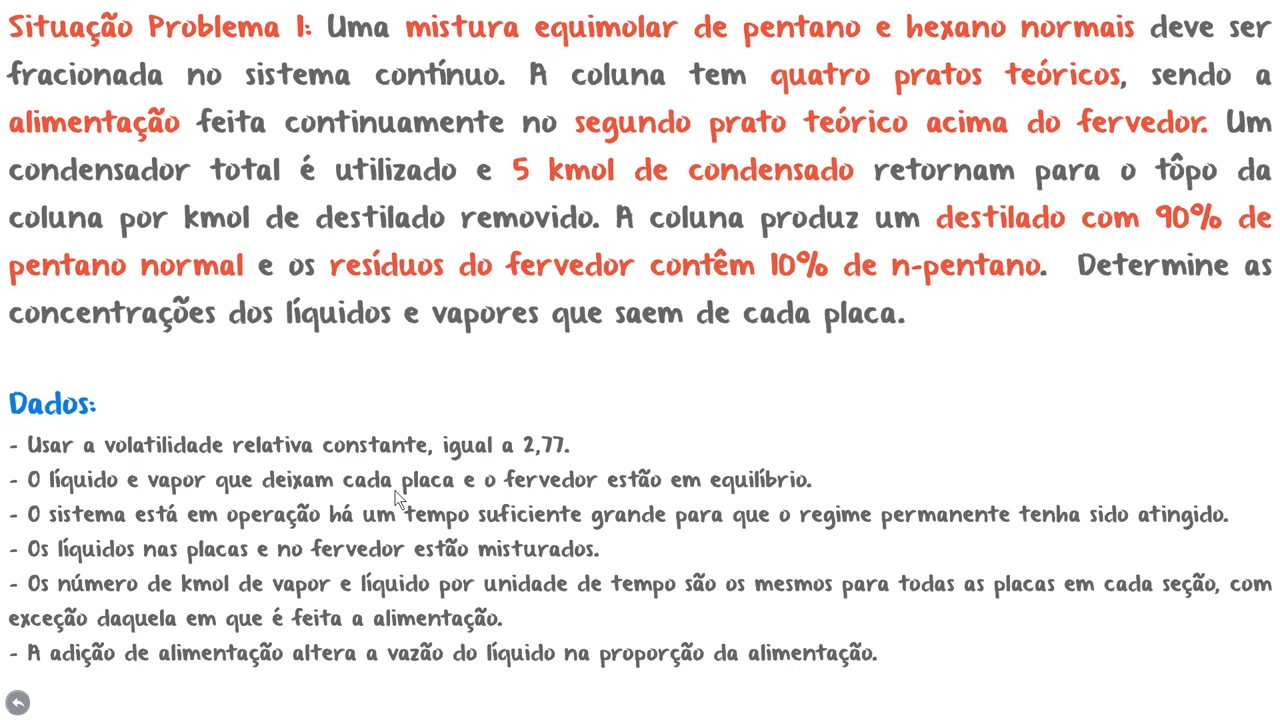 Situação Problema 1: Uma mistura equimolar de pentano e hexano normais deve ser
fracionada no sistema contínuo. A coluna tem quatro pratos teóricos, sendo a
alimentação feita continuamente no segundo prato teórico acima do fervedor. Um
condensador total é utilizado e 5 kmol de condensado retornam para o tôpo da
coluna por kmol de destilado removido. A coluna produz um destilado com 90% de
pentano normal e os resíduos do fervedor contêm 10% de n-pentano. Determine as
concentrações dos líquidos e vapores que saem de cada placa.
Dados:
- Usar a volatilidade relativa constante, igual a 2,77.
- O líquido e vapor que deixam cada placa e o fervedor estão em equilíbrio.
- O sistema está em operação há um tempo suficiente grande para que o regime permanente tenha sido atingido.
- Os líquidos nas placas e no fervedor estão misturados.
- Os número de kmol de vapor e líquido por unidade de tempo são os mesmos para todas as placas em cada seção, com
exceção daquela em que é feita a alimentação.
- A adição de alimentação altera a vazão do líquido na proporção da alimentação.